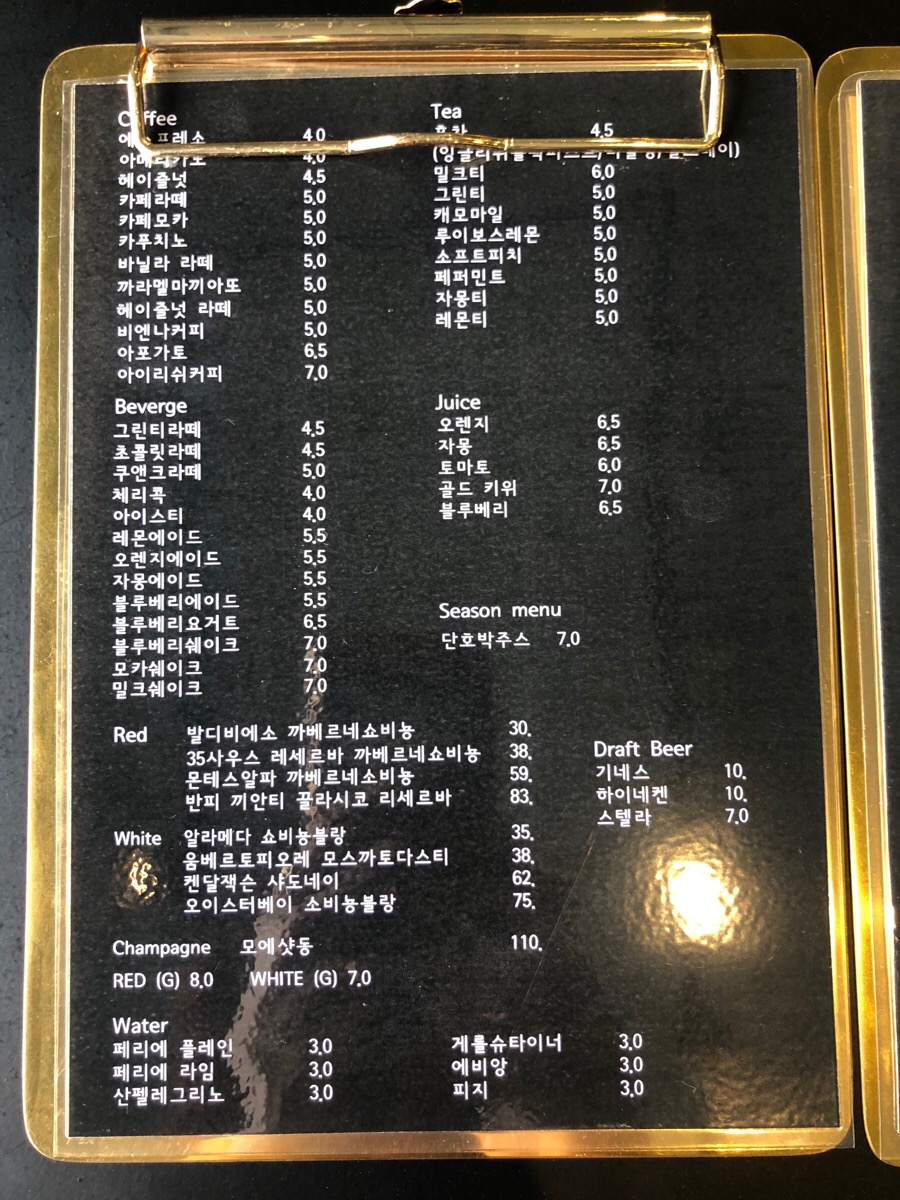 Coffee
에스프레소 4.0
아메리카노 4.0
헤이즐넛 4.5
카페라떼 5.0
카페모카 5.0
카푸치노 5.0
바닐라 라떼 5.0
까라멜마끼아또 5.0
헤이즐넛 라떼 5.0
비엔나커피 5.0
아포가토 6.5
아이리쉬커피 7.0
Tea
홍차 4.5
밀크티 6.0
그린티 5.0
캐모마일 5.0
루이보스레몬 5.0
소프트피치 5.0
페퍼민트 5.0
자몽티 5.0
레몬티 5.0
Beverge
그린티라떼 4.5
초콜릿라떼 4.5
쿠앤크라떼 5.0
체리콕 4.0
아이스티 4.0
레몬에이드 5.5
오렌지에이드 5.5
자몽에이드 5.5
블루베리에이드 5.5
블루베리요거트 6.5
블루베리쉐이크 7.0
모카쉐이크 7.0
밀크쉐이크 7.0
Juice
오렌지 6.5
자몽 6.5
토마토 6.0
골드 키위 7.0
블루베리 6.5
Season menu
단호박주스 7.0
Red 발디비에소 까베르네쇼비뇽 30.
35사우스 레세르바 까베르네쇼비뇽 38.
몬테스알파 까베르네소비뇽 59.
반피 끼안티 끌라시코 리세르바 83.
White 알라메다 쇼비뇽블랑 35.
움베르토피오레 모스까토다스티 38.
켄달잭슨 샤도네이 62.
오이스터베이 소비뇽블랑 75.
Draft Beer
기네스 10.
하이네켄 10.
스텔라 7.0
Champagne 모에샷동 110.
RED (G) 8.0 WHITE (G) 7.0
Water
페리에 플레인 3.0
페리에 라임 3.0
산펠레그리노 3.0
게롤슈타이너 3.0
에비앙 3.0
피지 3.0